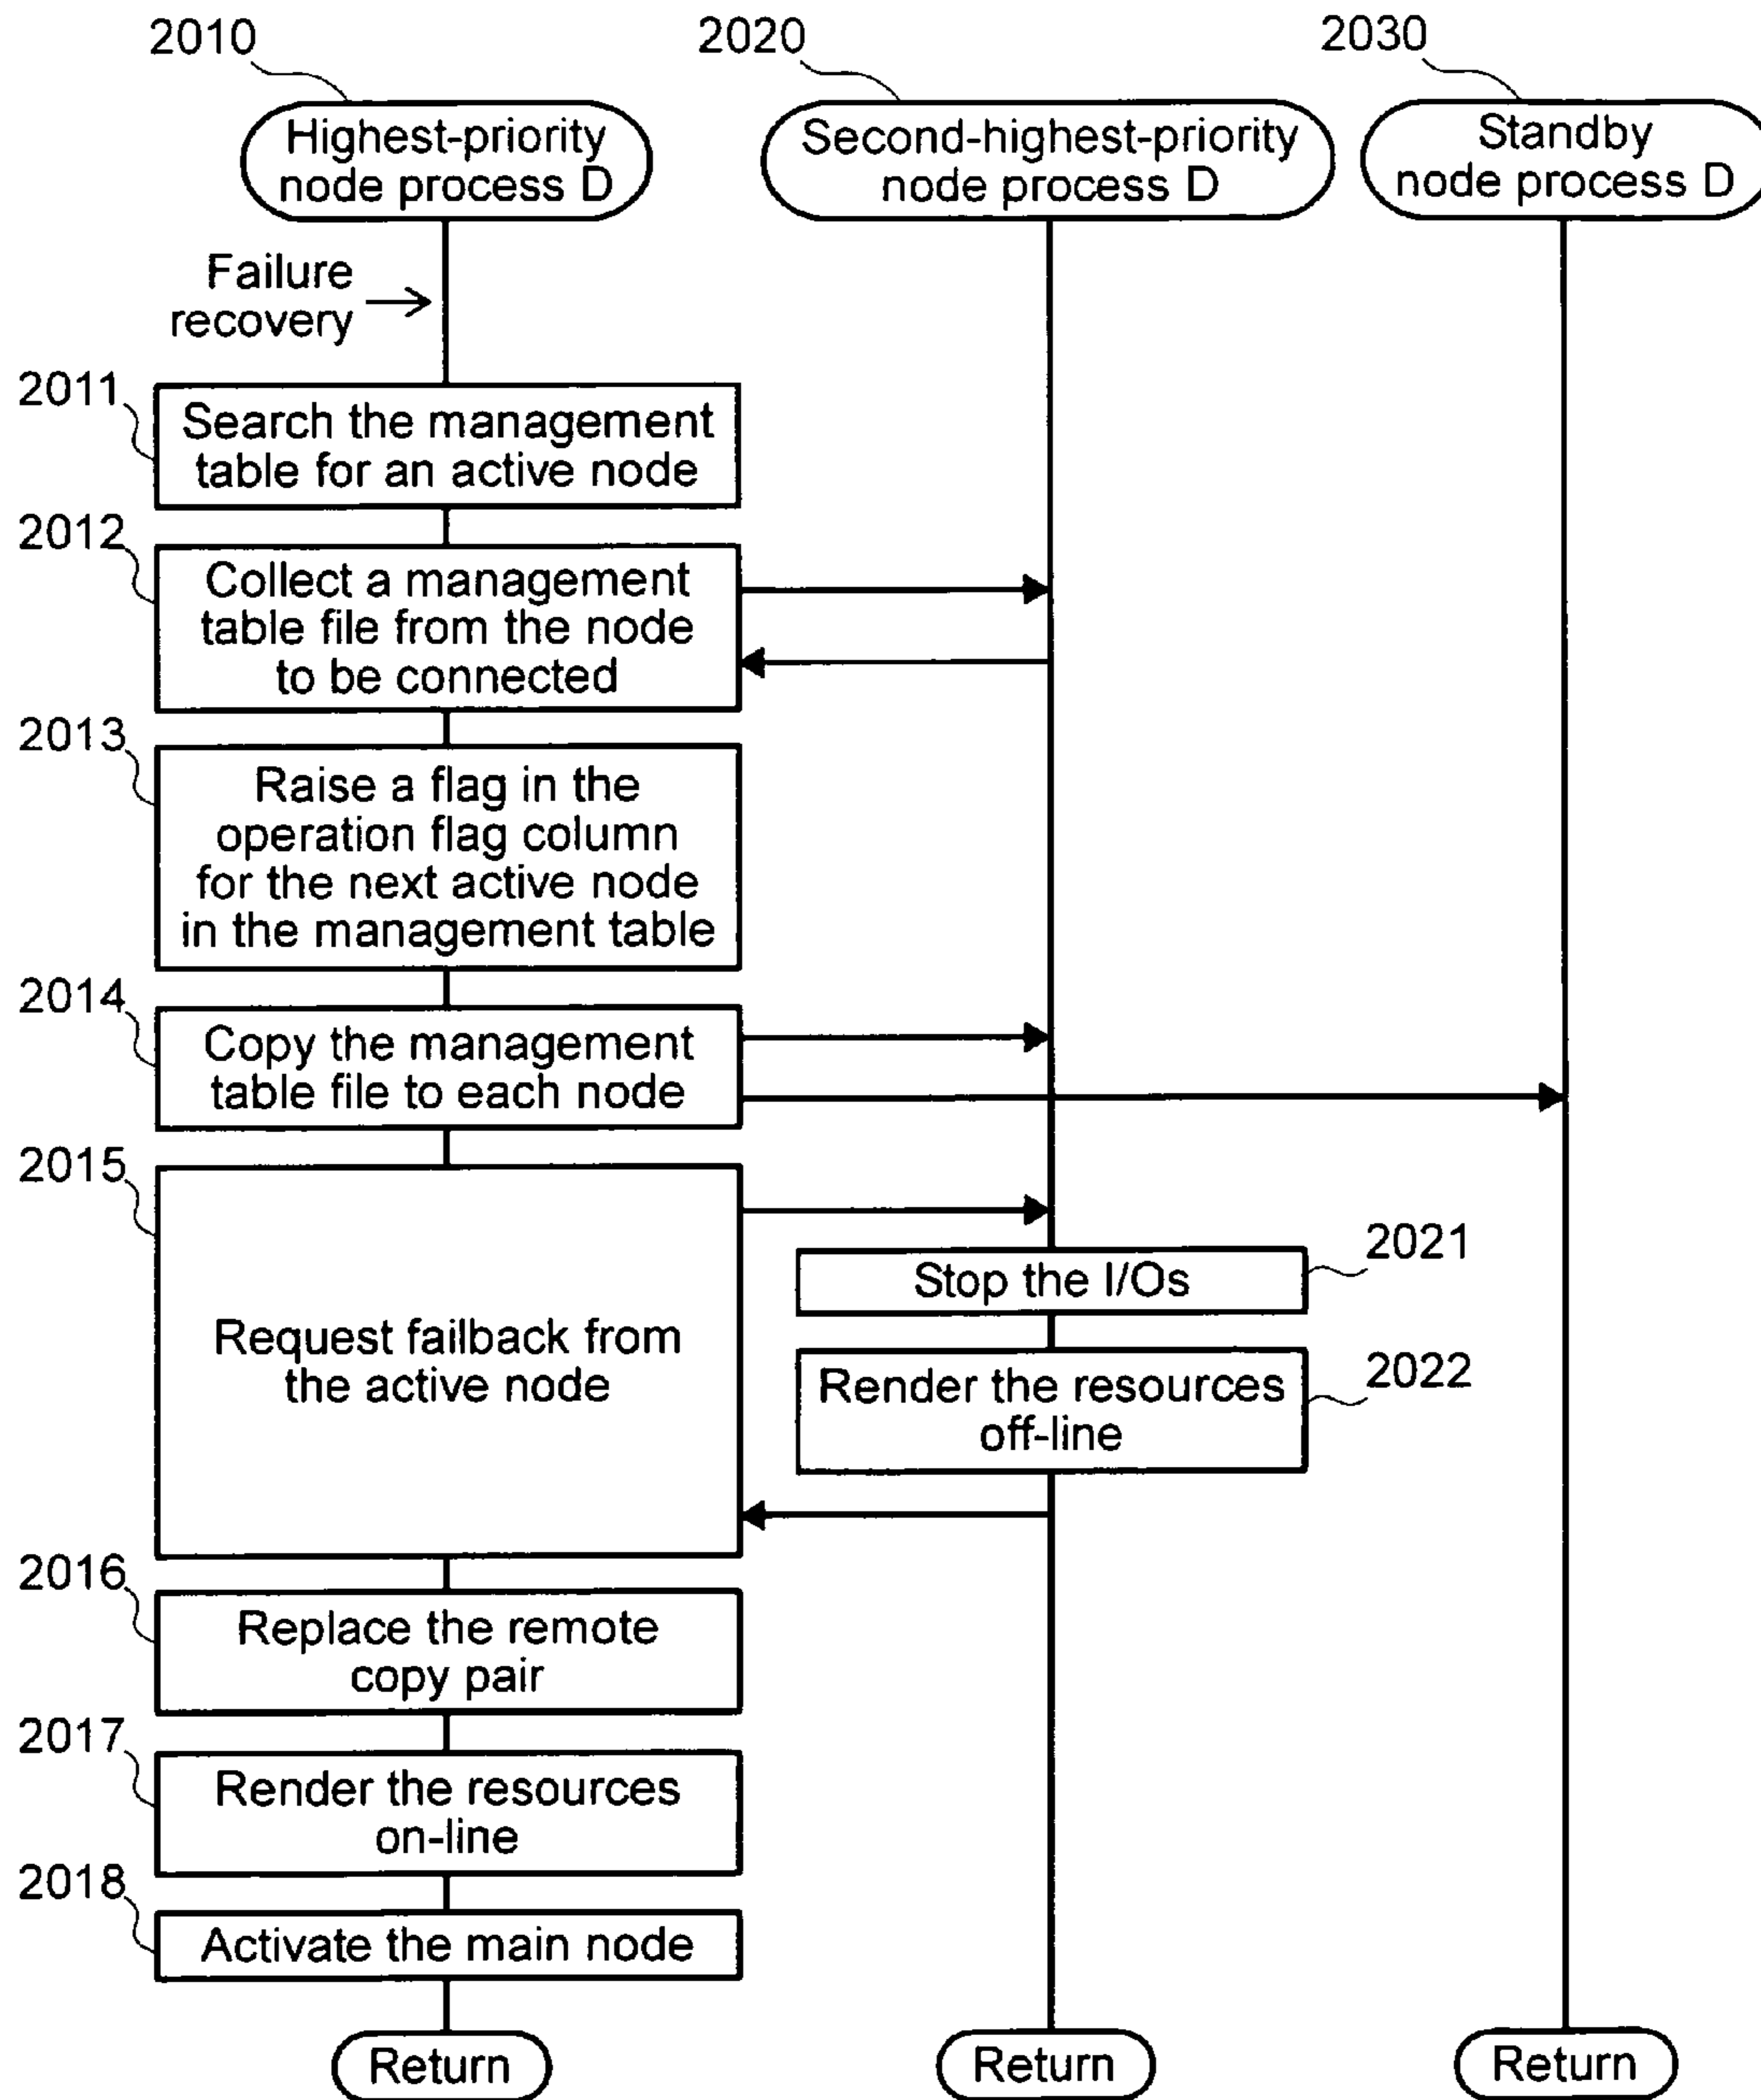 2010
2020
2030
Highest-priority
node process D
Second-highest-priority
node process D
Standby
node process D
Failure
recovery
2011
Search the management
table for an active node
2012
Collect a management
table file from the node
to be connected
2013
Raise a flag in the
operation flag column
for the next active node
in the management table
2014
Copy the management
table file to each node
2015
Request failback from
the active node
2021
Stop the I/Os
2022
Render the resources
off-line
2016
Replace the remote
copy pair
2017
Render the resources
on-line
2018
Activate the main node
Return
Return
Return